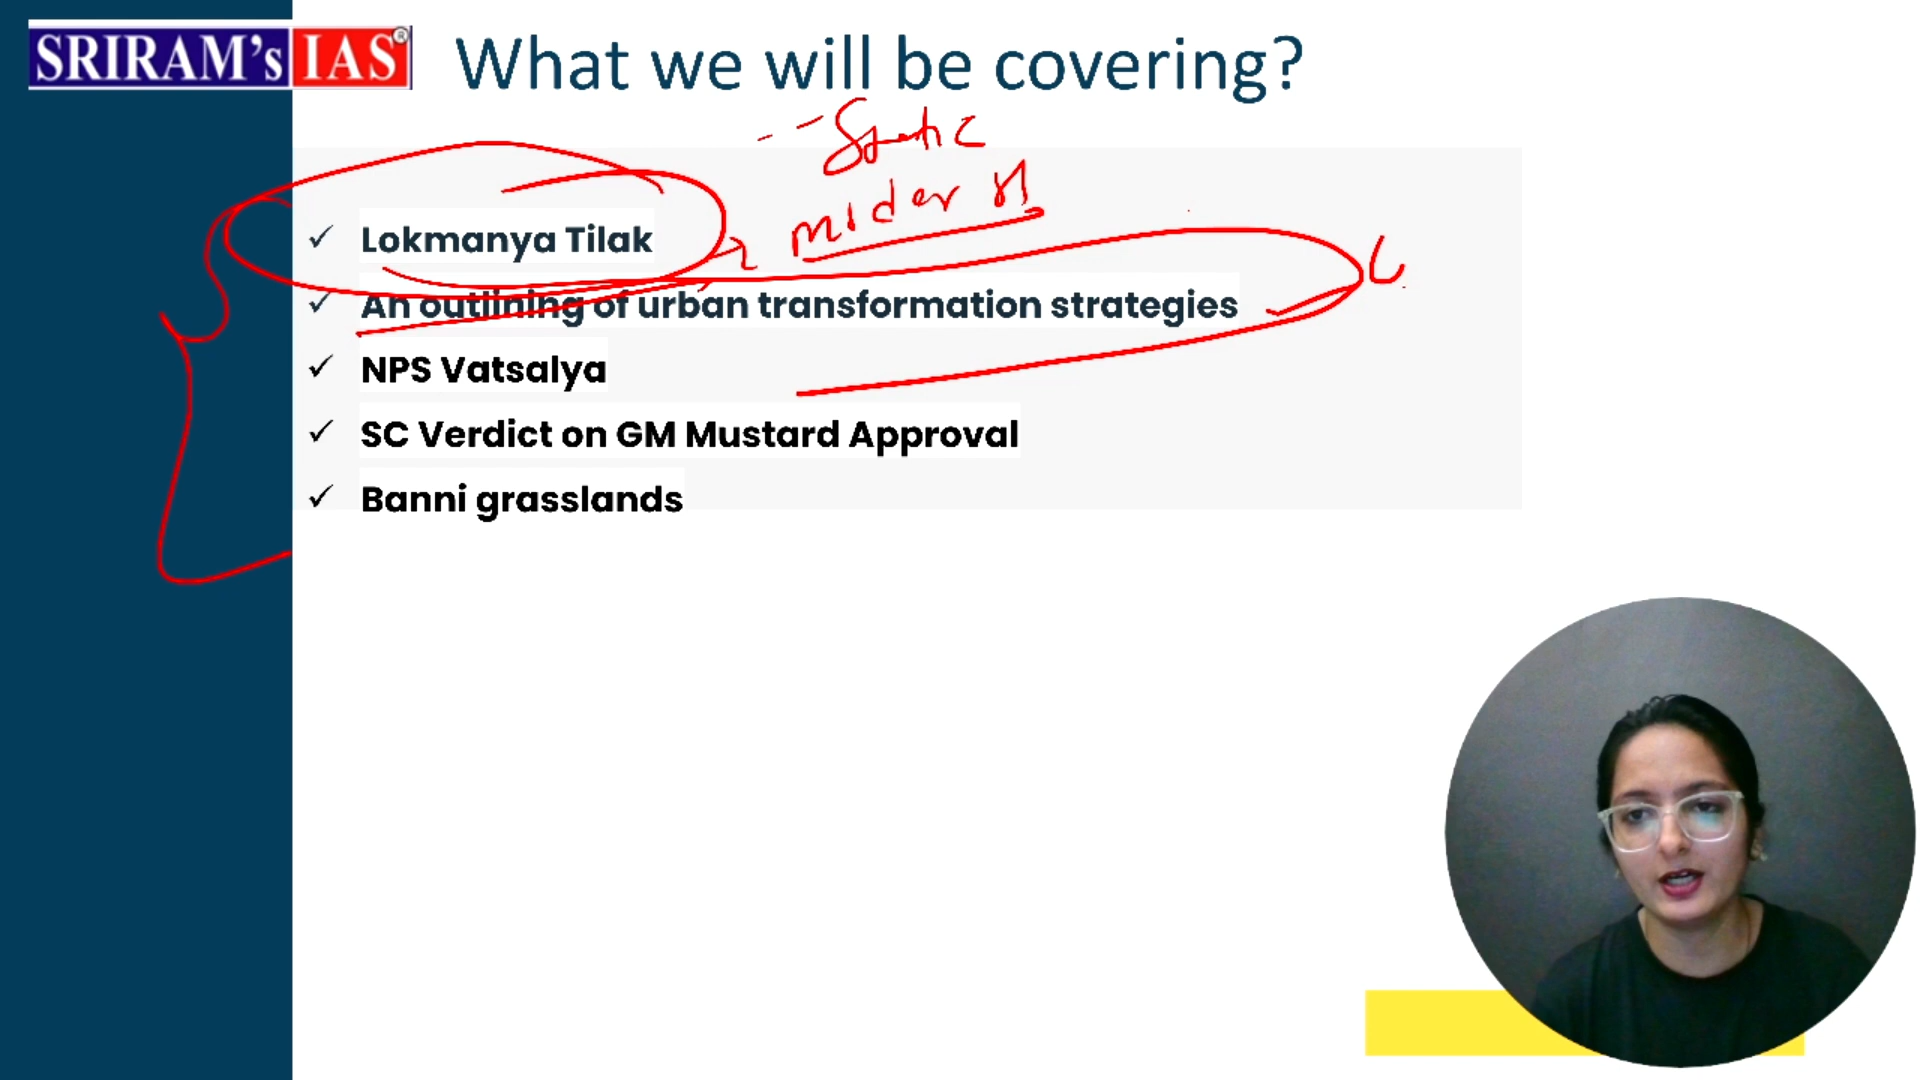 SRIRAM's IAS®
What we will be covering?
Static
✓ Lokmanya Tilak
✓ An outlining of urban transformation strategies
✓ NPS Vatsalya
✓ SC Verdict on GM Mustard Approval
✓ Banni grasslands